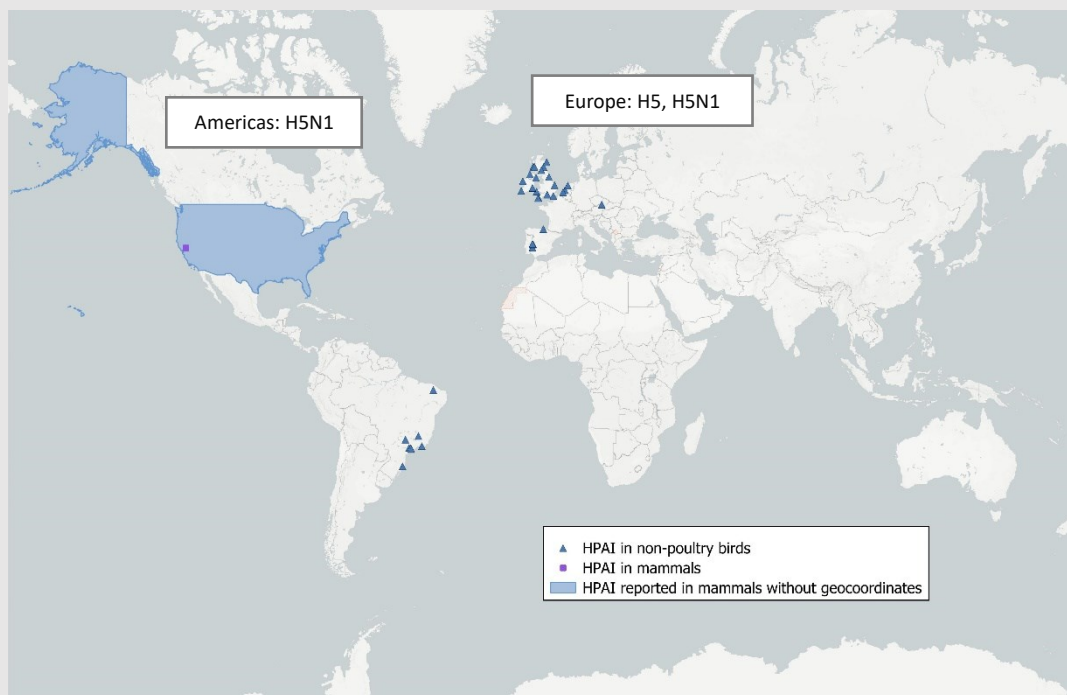 Americas: H5N1
Europe: H5, H5N1
HPAI in non-poultry birds
HPAI in mammals
HPAI reported in mammals without geocoordinates